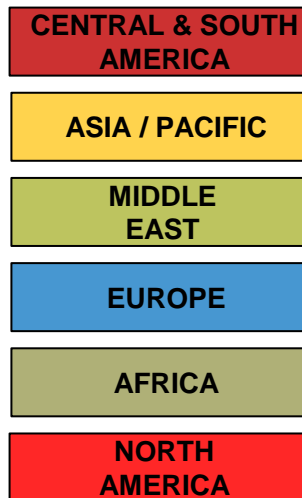 CENTRAL & SOUTH
AMERICA
ASIA / PACIFIC
MIDDLE
EAST
EUROPE
AFRICA
NORTH
AMERICA